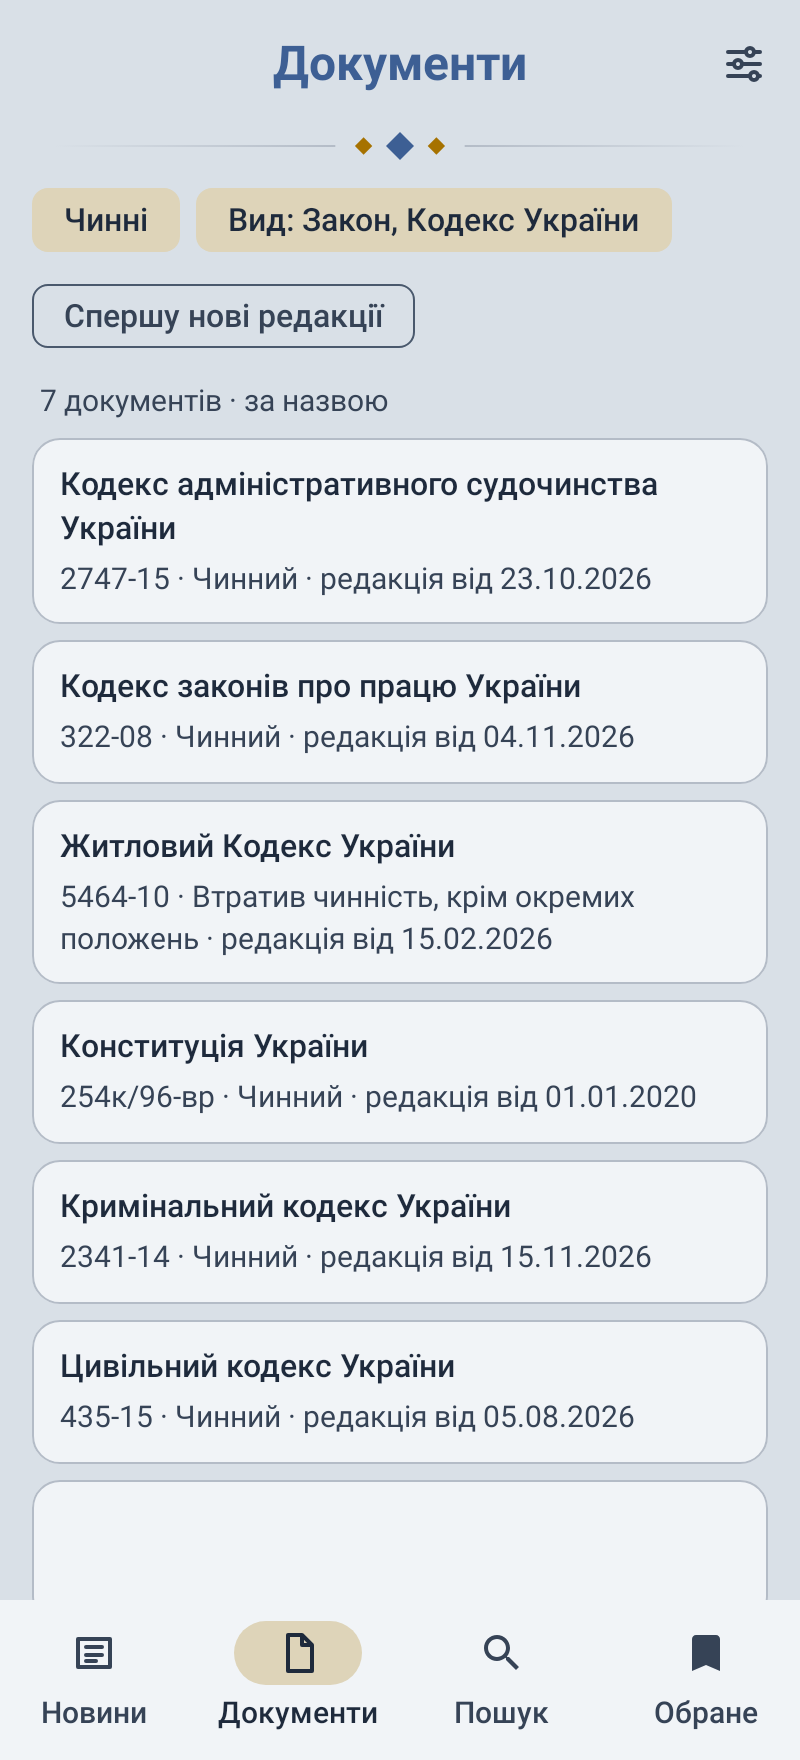 Документи
Чинні
Вид: Закон, Кодекс України
Спершу нові редакції
7 документів · за назвою
Кодекс адміністративного судочинства
України
2747-15 · Чинний · редакція від 23.10.2026
Кодекс законів про працю України
322-08 · Чинний · редакція від 04.11.2026
Житловий Кодекс України
5464-10 · Втратив чинність, крім окремих
положень · редакція від 15.02.2026
Конституція України
254к/96-вр · Чинний · редакція від 01.01.2020
Кримінальний кодекс України
2341-14 · Чинний · редакція від 15.11.2026
Цивільний кодекс України
435-15 · Чинний · редакція від 05.08.2026
Новини
Документи
Пошук
Обране